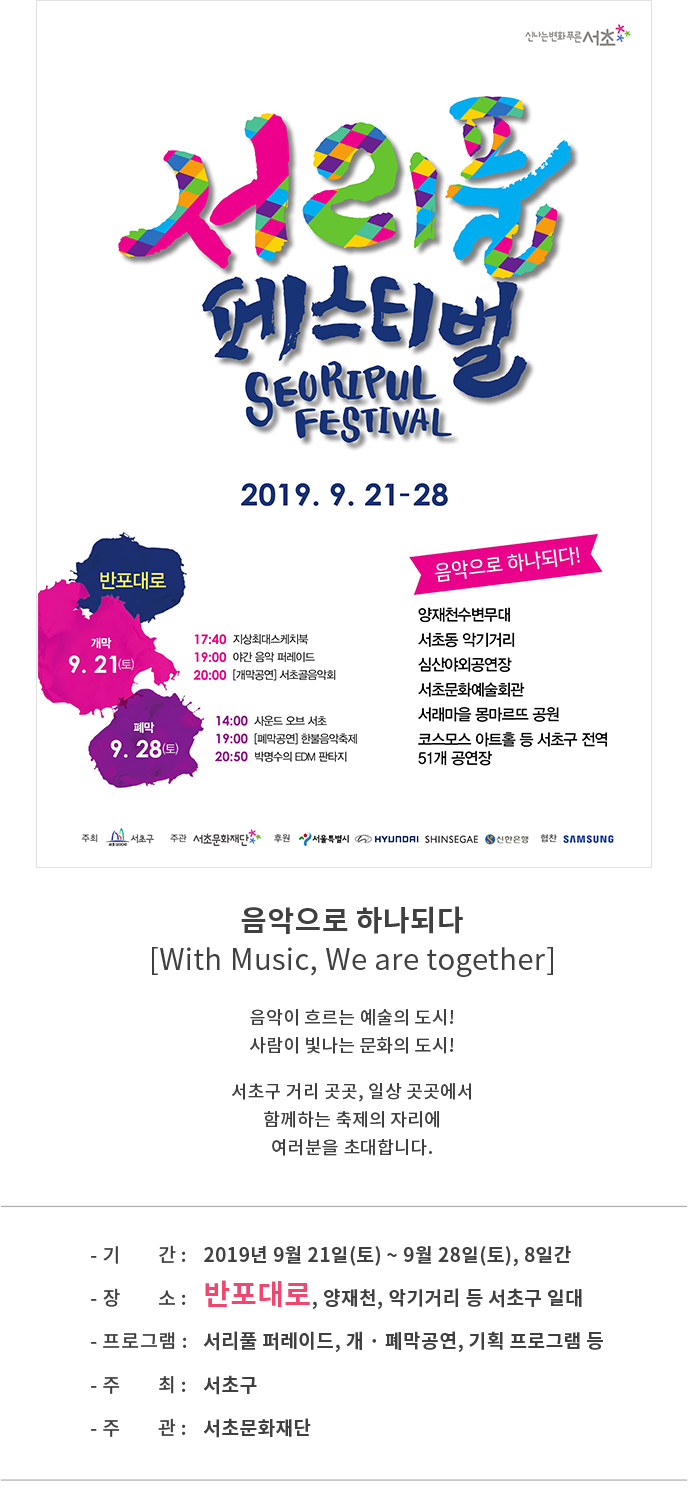 신나는 변화 푸른 서초
서리풀
페스티벌
SEORIPUL
FESTIVAL
2019. 9. 21-28
반포대로
개막
9. 21(토)
17:40 지상최대스케치북
19:00 야간 음악 퍼레이드
20:00 [개막공연] 서초골음악회
폐막
9. 28(토)
14:00 사운드 오브 서초
19:00 [폐막공연] 한불음악축제
20:50 박명수의 EDM 판타지
음악으로 하나되다!
양재천수변무대
서초동 악기거리
심산야외공연장
서초문화예술회관
서래마을 몽마르뜨 공원
코스모스 아트홀 등 서초구 전역
51개 공연장
주최 서초구 주관 서초문화재단 후원 서울특별시 HYUNDAI SHINSEGAE 신한은행 협찬 SAMSUNG
음악으로 하나되다
[With Music, We are together]
음악이 흐르는 예술의 도시!
사람이 빛나는 문화의 도시!
서초구 거리 곳곳, 일상 곳곳에서
함께하는 축제의 자리에
여러분을 초대합니다.
- 기 간 : 2019년 9월 21일(토) ~ 9월 28일(토), 8일간
- 장 소 : 반포대로, 양재천, 악기거리 등 서초구 일대
- 프로그램 : 서리풀 퍼레이드, 개 · 폐막공연, 기획 프로그램 등
- 주 최 : 서초구
- 주 관 : 서초문화재단